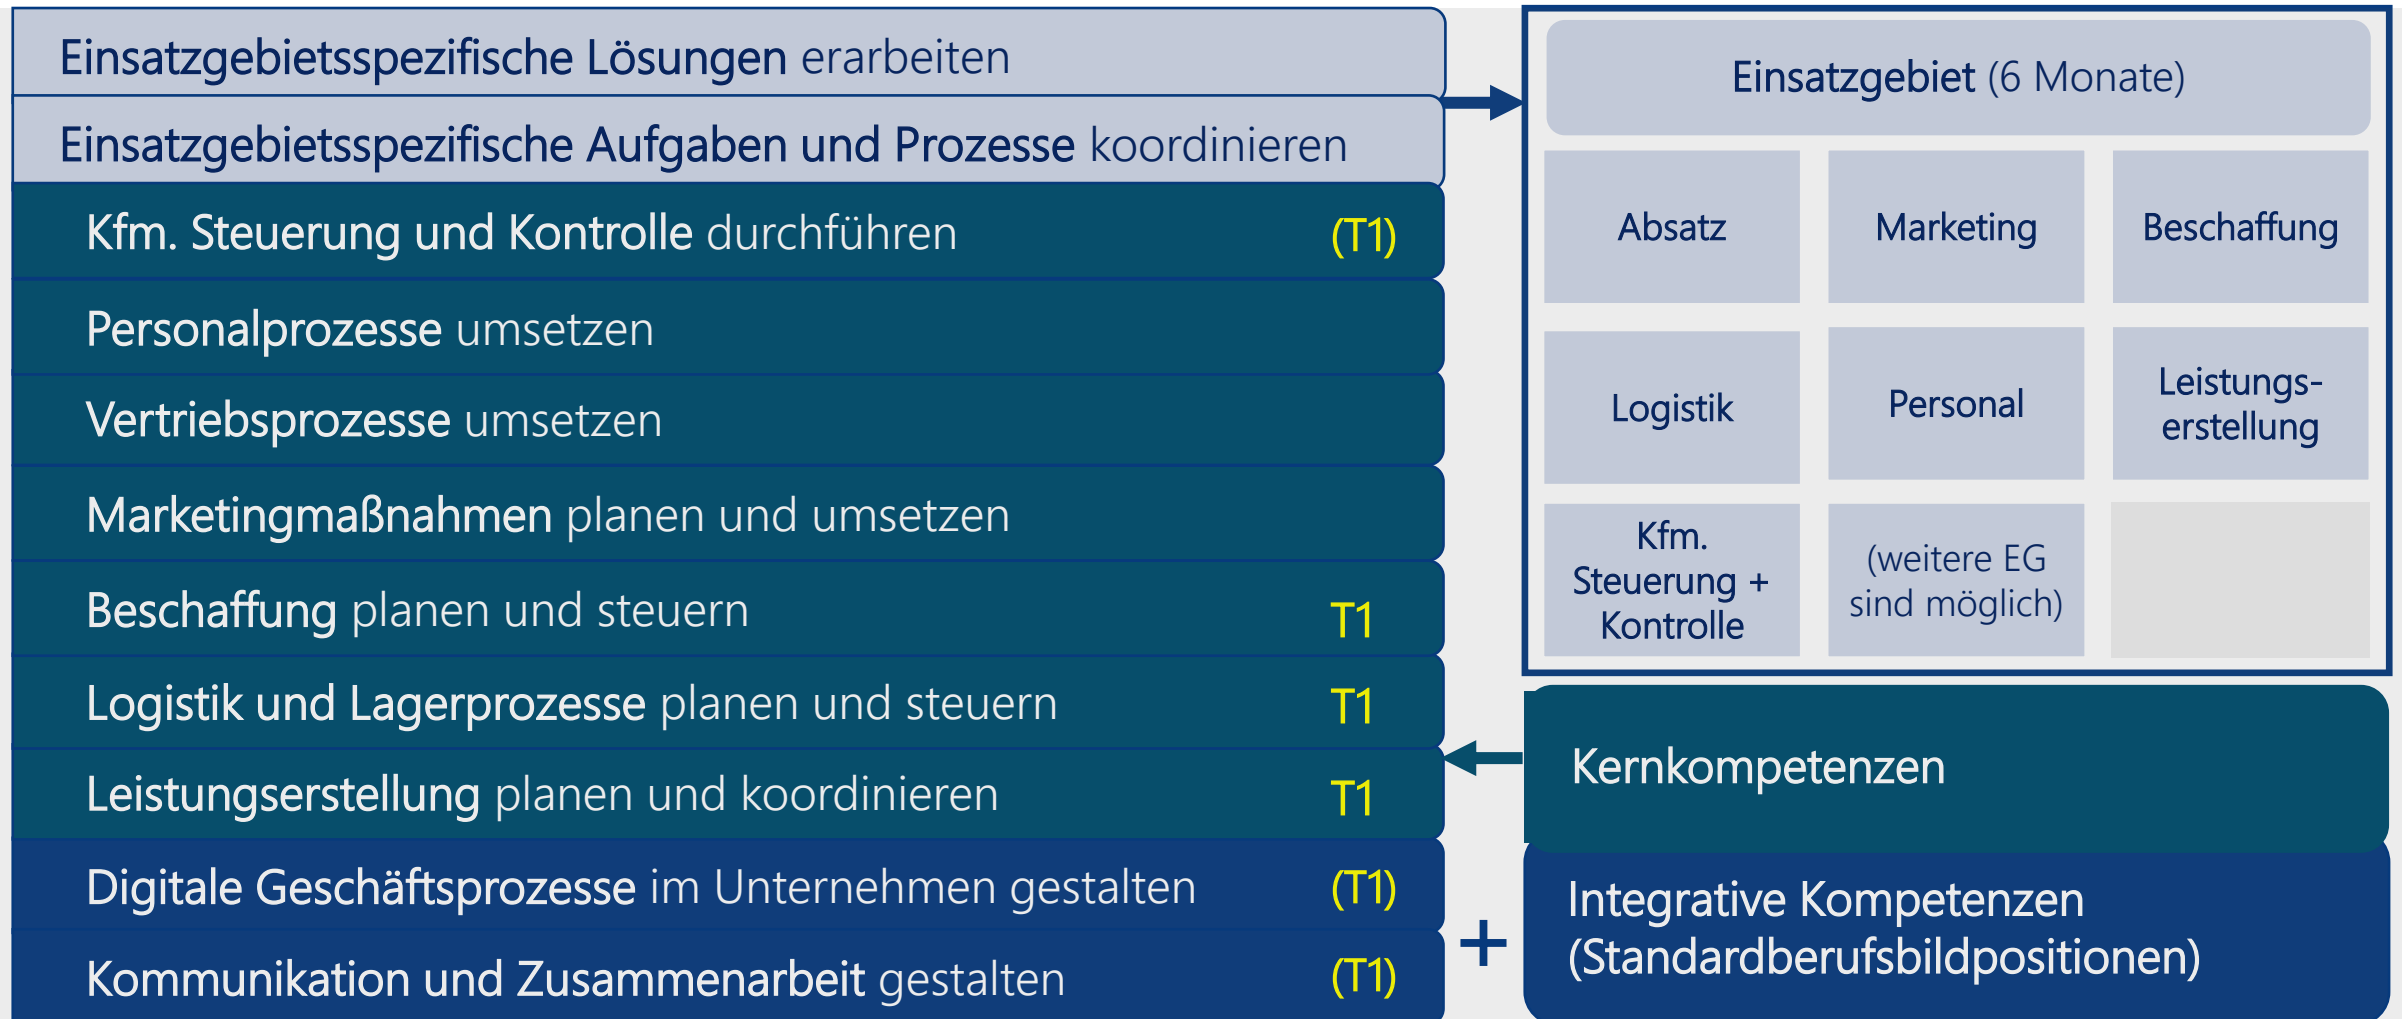 Einsatzgebietsspezifische Lösungen erarbeiten
Einsatzgebietsspezifische Aufgaben und Prozesse koordinieren
Kfm. Steuerung und Kontrolle durchführen (T1)
Personalprozesse umsetzen
Vertriebsprozesse umsetzen
Marketingmaßnahmen planen und umsetzen
Beschaffung planen und steuern T1
Logistik und Lagerprozesse planen und steuern T1
Leistungserstellung planen und koordinieren T1
Digitale Geschäftsprozesse im Unternehmen gestalten (T1)
Kommunikation und Zusammenarbeit gestalten (T1)
+
Einsatzgebiet (6 Monate)
Absatz
Marketing
Beschaffung
Logistik
Personal
Leistungs-
erstellung
Kfm.
Steuerung +
Kontrolle
(weitere EG
sind möglich)
Kernkompetenzen
Integrative Kompetenzen
(Standardberufsbildpositionen)